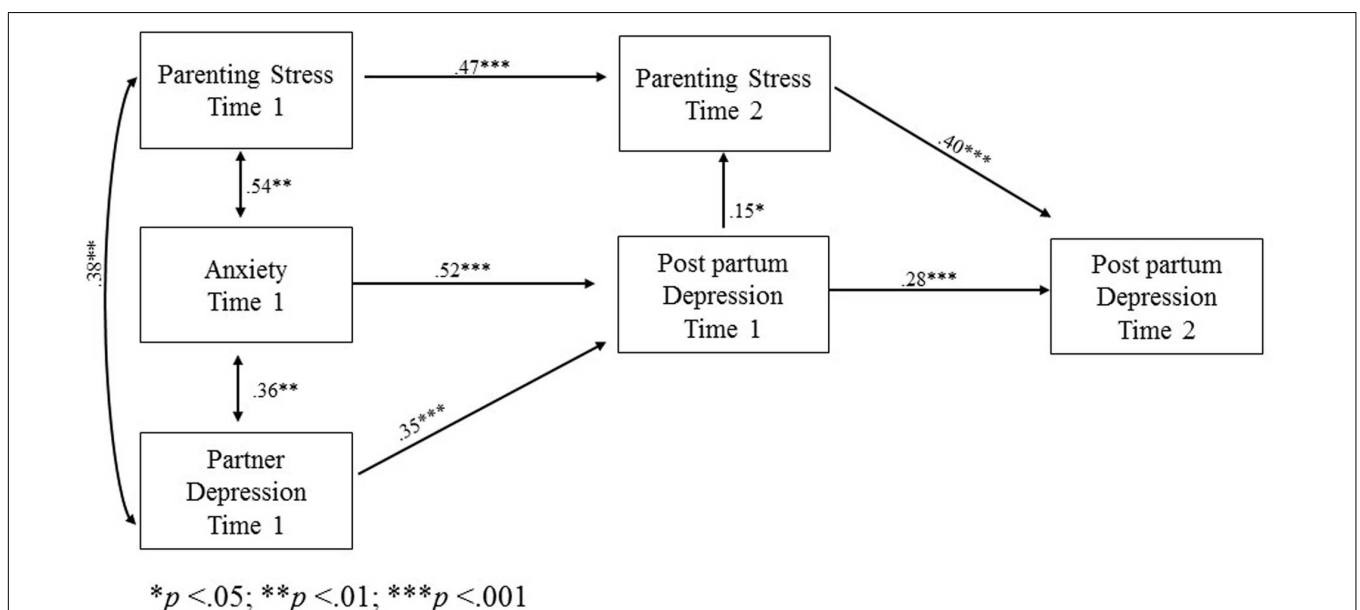 Parenting Stress
Time 1
.47***
Parenting Stress
Time 2
.40***
.54**
.15*
.38**
Anxiety
Time 1
.52***
Post partum
Depression
Time 1
.28***
Post partum
Depression
Time 2
.36**
.35***
Partner
Depression
Time 1
*p <.05; **p <.01; ***p <.001